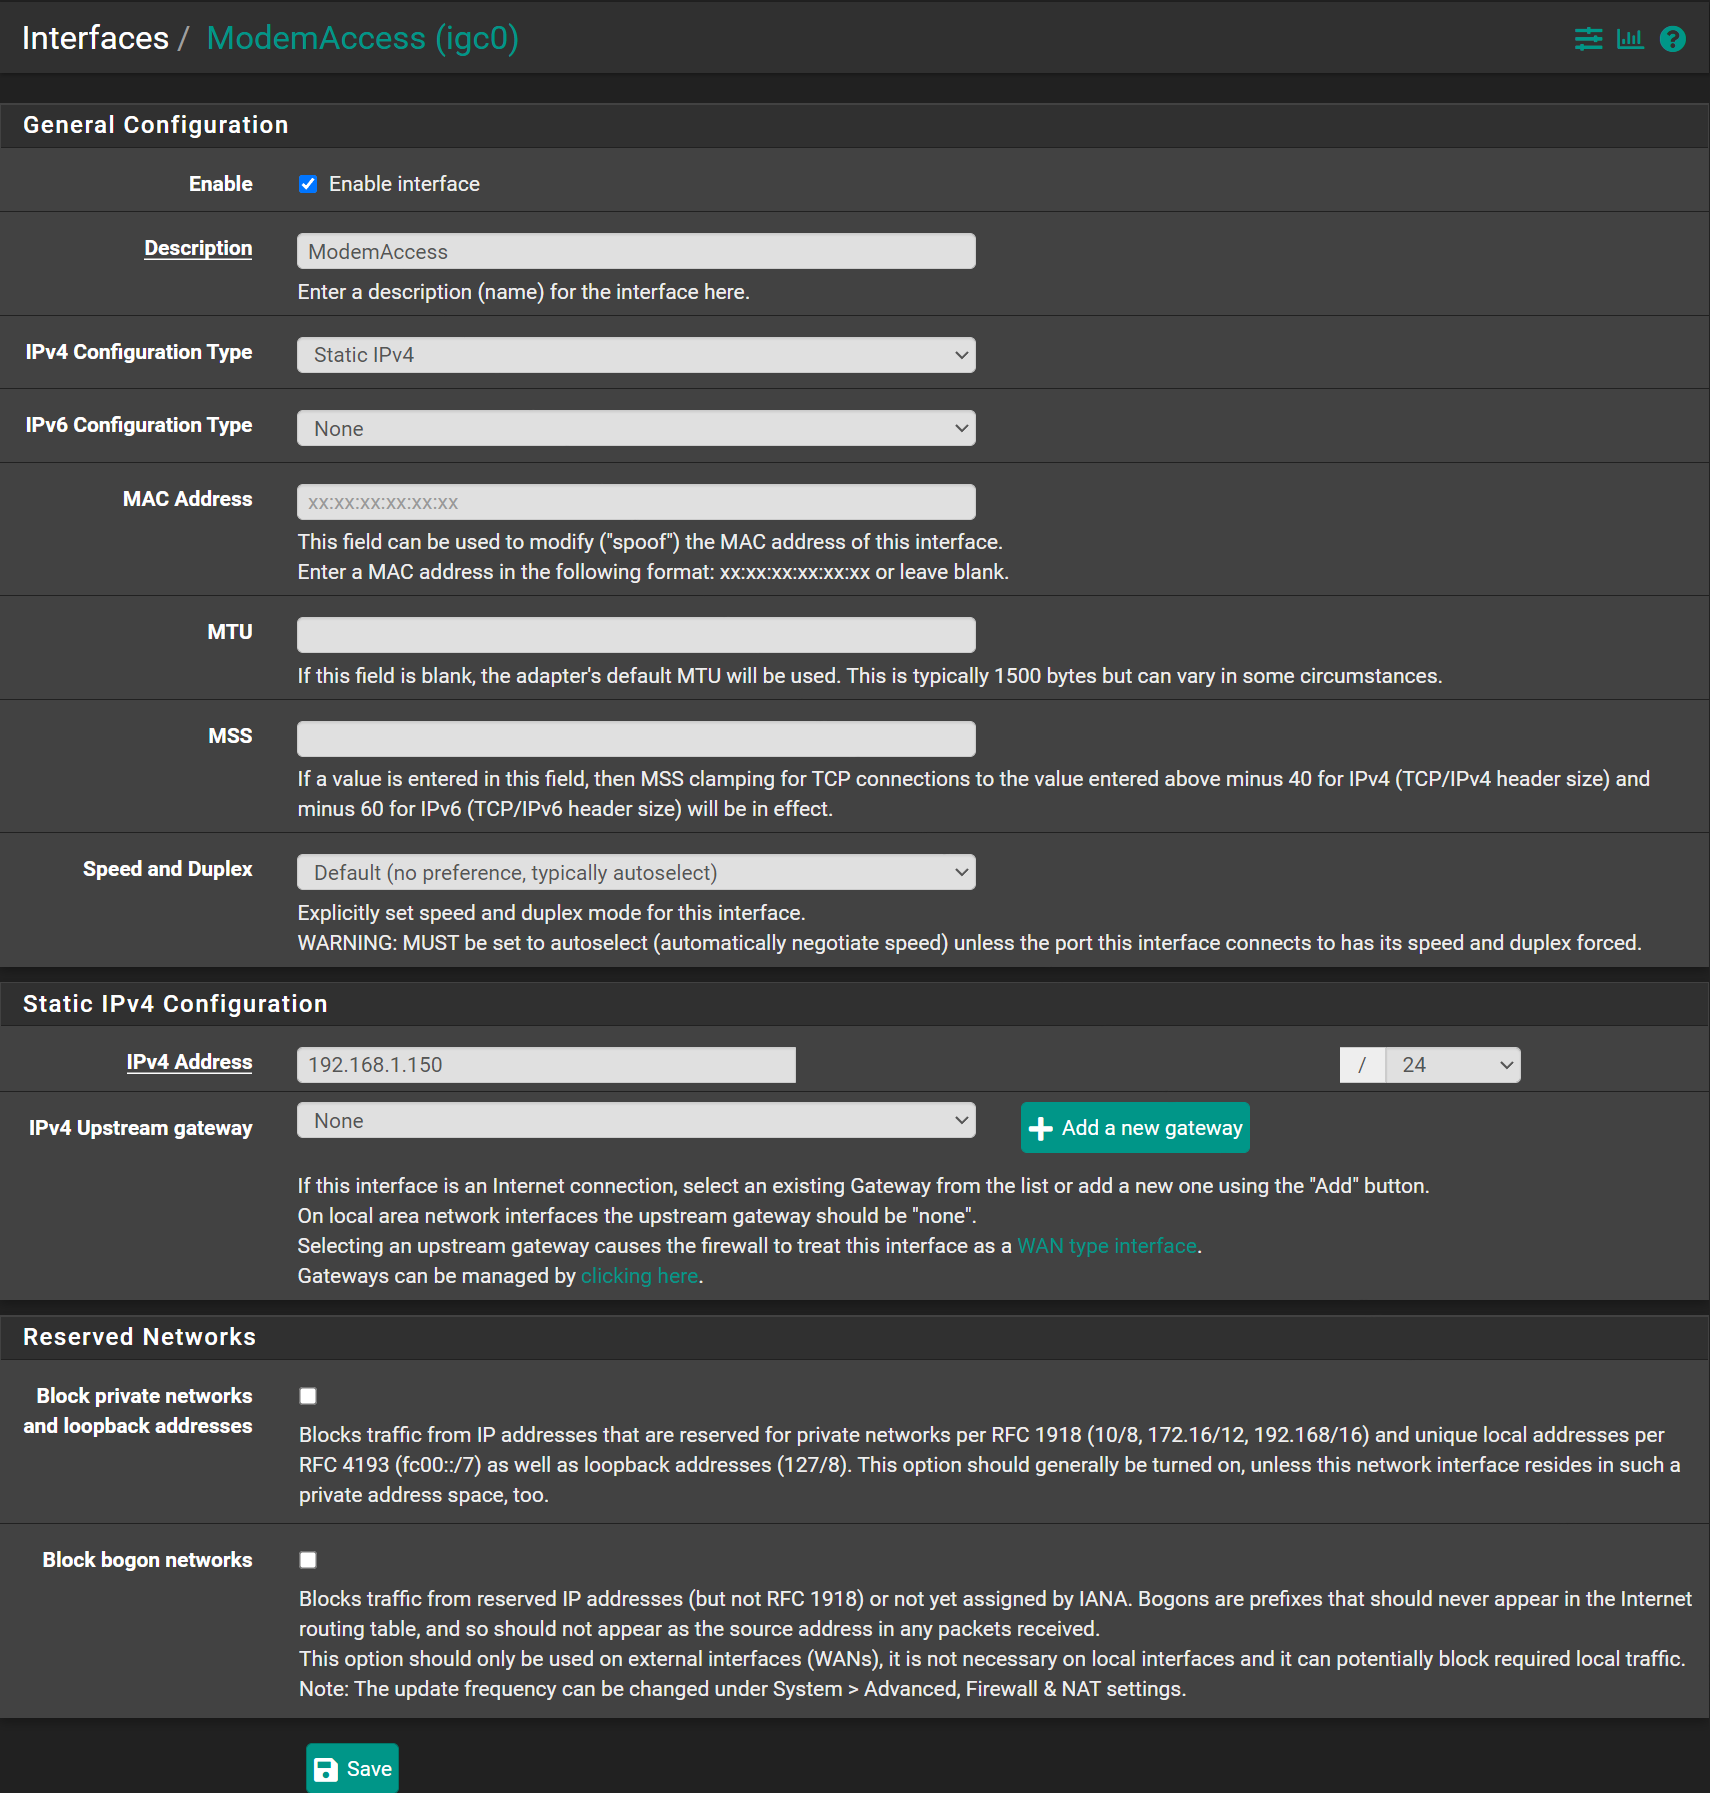 Interfaces / ModemAccess (igc0)
General Configuration
Enable Enable interface
Description ModemAccess
Enter a description (name) for the interface here.
IPv4 Configuration Type Static IPv4
IPv6 Configuration Type None
MAC Address xx:xx:xx:xx:xx:xx
This field can be used to modify ("spoof") the MAC address of this interface.
Enter a MAC address in the following format: xx:xx:xx:xx:xx:xx or leave blank.
MTU
If this field is blank, the adapter's default MTU will be used. This is typically 1500 bytes but can vary in some circumstances.
MSS
If a value is entered in this field, then MSS clamping for TCP connections to the value entered above minus 40 for IPv4 (TCP/IPv4 header size) and
minus 60 for IPv6 (TCP/IPv6 header size) will be in effect.
Speed and Duplex Default (no preference, typically autoselect)
Explicitly set speed and duplex mode for this interface.
WARNING: MUST be set to autoselect (automatically negotiate speed) unless the port this interface connects to has its speed and duplex forced.
Static IPv4 Configuration
IPv4 Address 192.168.1.150 / 24
IPv4 Upstream gateway None Add a new gateway
If this interface is an Internet connection, select an existing Gateway from the list or add a new one using the "Add" button.
On local area network interfaces the upstream gateway should be "none".
Selecting an upstream gateway causes the firewall to treat this interface as a WAN type interface.
Gateways can be managed by clicking here.
Reserved Networks
Block private networks
and loopback addresses
Blocks traffic from IP addresses that are reserved for private networks per RFC 1918 (10/8, 172.16/12, 192.168/16) and unique local addresses per
RFC 4193 (fc00::/7) as well as loopback addresses (127/8). This option should generally be turned on, unless this network interface resides in such a
private address space, too.
Block bogon networks
Blocks traffic from reserved IP addresses (but not RFC 1918) or not yet assigned by IANA. Bogons are prefixes that should never appear in the Internet
routing table, and so should not appear as the source address in any packets received.
This option should only be used on external interfaces (WANs), it is not necessary on local interfaces and it can potentially block required local traffic.
Note: The update frequency can be changed under System > Advanced, Firewall & NAT settings.
Save